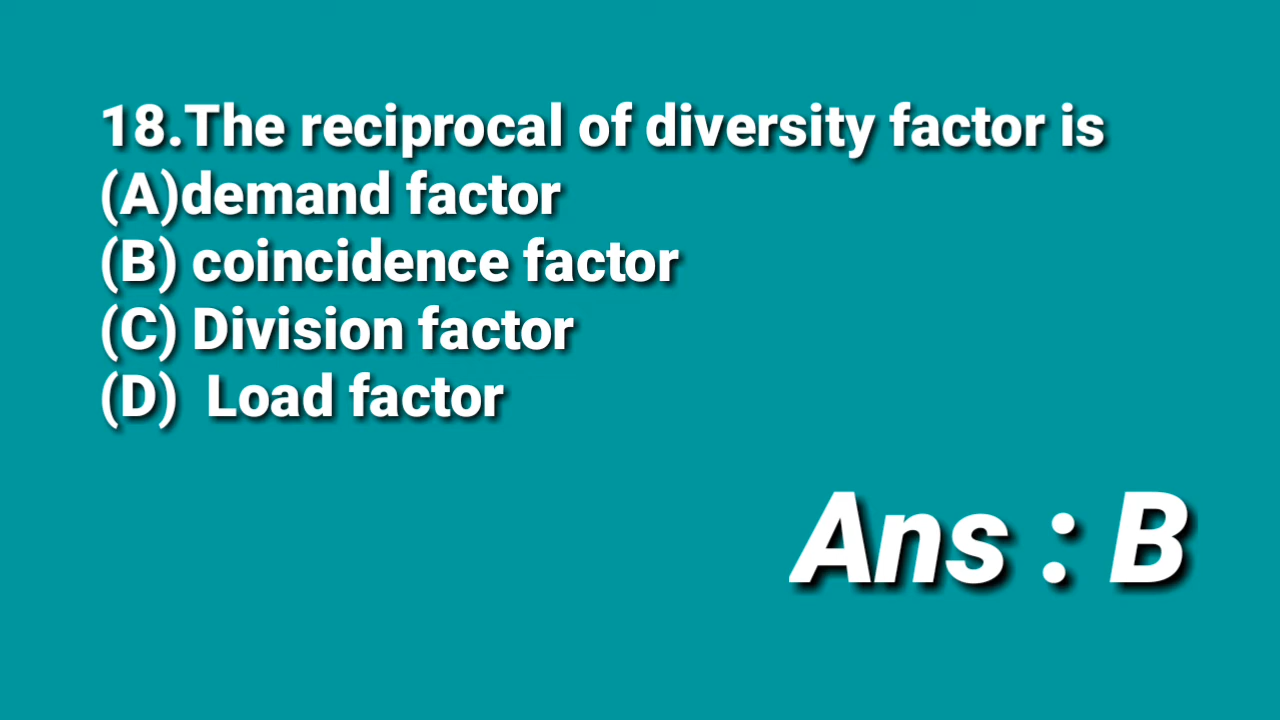 18.The reciprocal of diversity factor is
(A)demand factor
(B) coincidence factor
(C) Division factor
(D)  Load factor
Ans : B